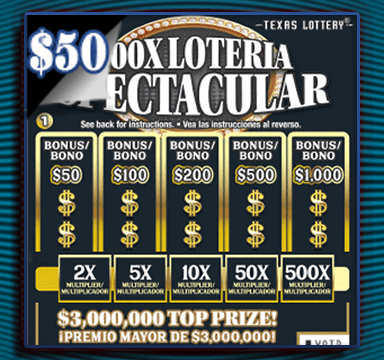 TEXAS LOTTERY®
$50
00X LOTERIA
PECTACULAR
See back for instructions. • Vea las instrucciones al reverso.
1
BONUS/ BONUS/ BONUS/ BONUS/ BONUS/
BONO BONO BONO BONO BONO
$50 $100 $200 $500 $1,000
$ $ $ $ $
$ $ $ $ $
2X 5X 10X 50X 500X
MULTIPLIER/ MULTIPLIER/ MULTIPLIER/ MULTIPLIER/ MULTIPLIER/
MULTIPLICADOR MULTIPLICADOR MULTIPLICADOR MULTIPLICADOR MULTIPLICADOR
$3,000,000 TOP PRIZE!
¡PREMIO MAYOR DE $3,000,000!
VOID